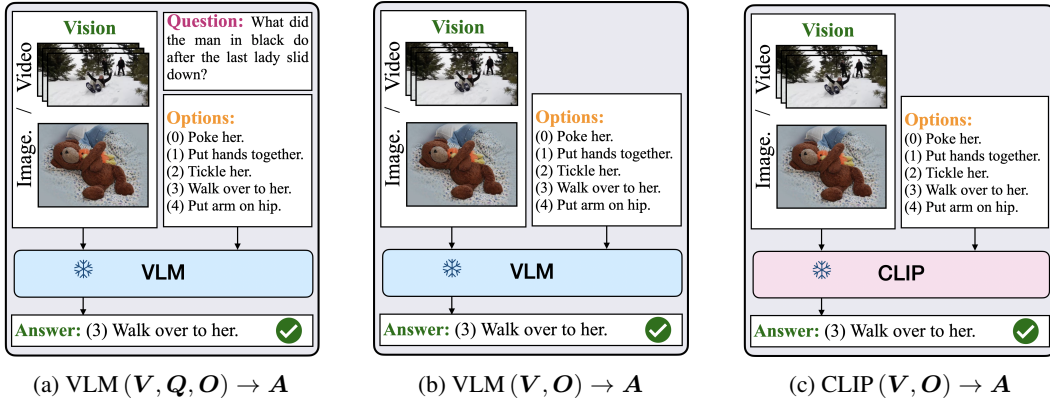 Image. / Video
Vision
Question: What did
the man in black do
after the last lady slid
down?
Options:
(0) Poke her.
(1) Put hands together.
(2) Tickle her.
(3) Walk over to her.
(4) Put arm on hip.
VLM
Answer: (3) Walk over to her.
(a) VLM (V, Q, O) → A
Image. / Video
Vision
Options:
(0) Poke her.
(1) Put hands together.
(2) Tickle her.
(3) Walk over to her.
(4) Put arm on hip.
VLM
Answer: (3) Walk over to her.
(b) VLM (V, O) → A
Image. / Video
Vision
Options:
(0) Poke her.
(1) Put hands together.
(2) Tickle her.
(3) Walk over to her.
(4) Put arm on hip.
CLIP
Answer: (3) Walk over to her.
(c) CLIP (V, O) → A